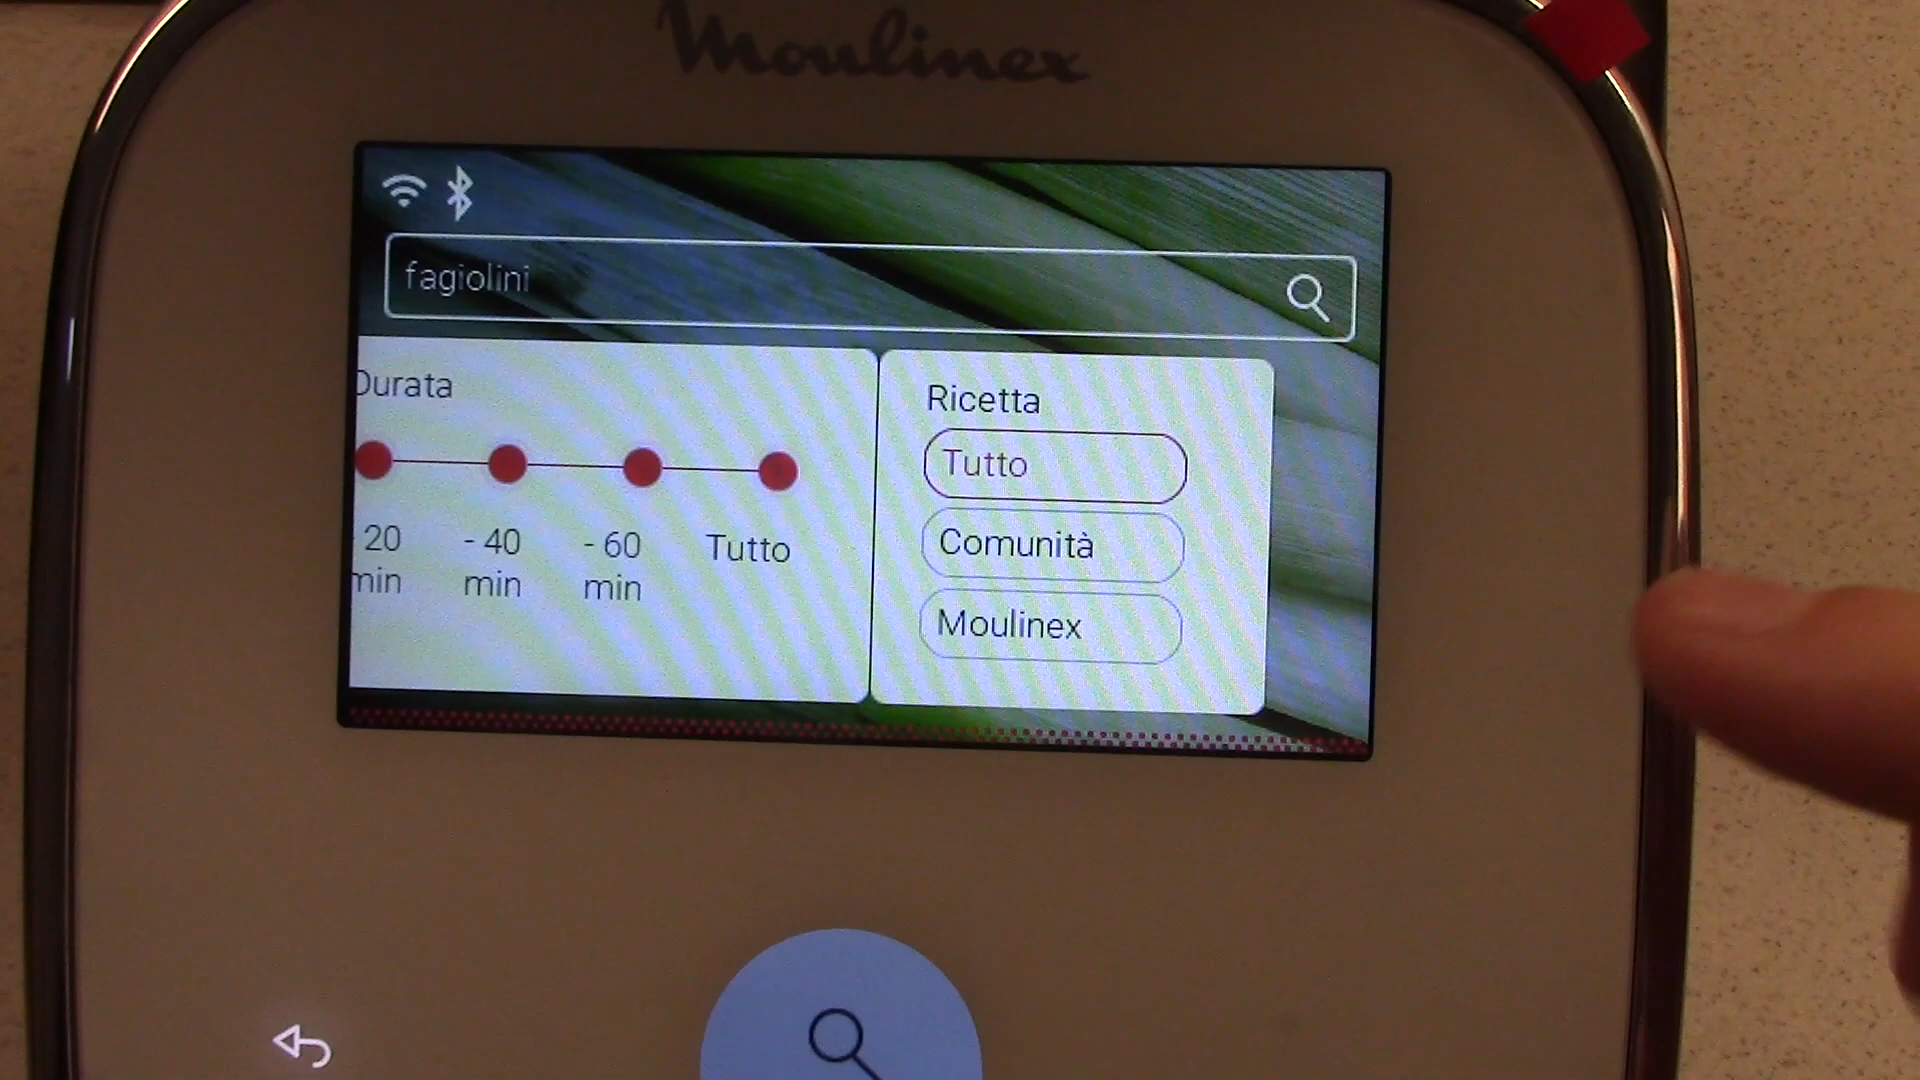 Moulinex
fagiolini
Durata
20 min
- 40 min
- 60 min
Tutto
Ricetta
Tutto
Comunità
Moulinex